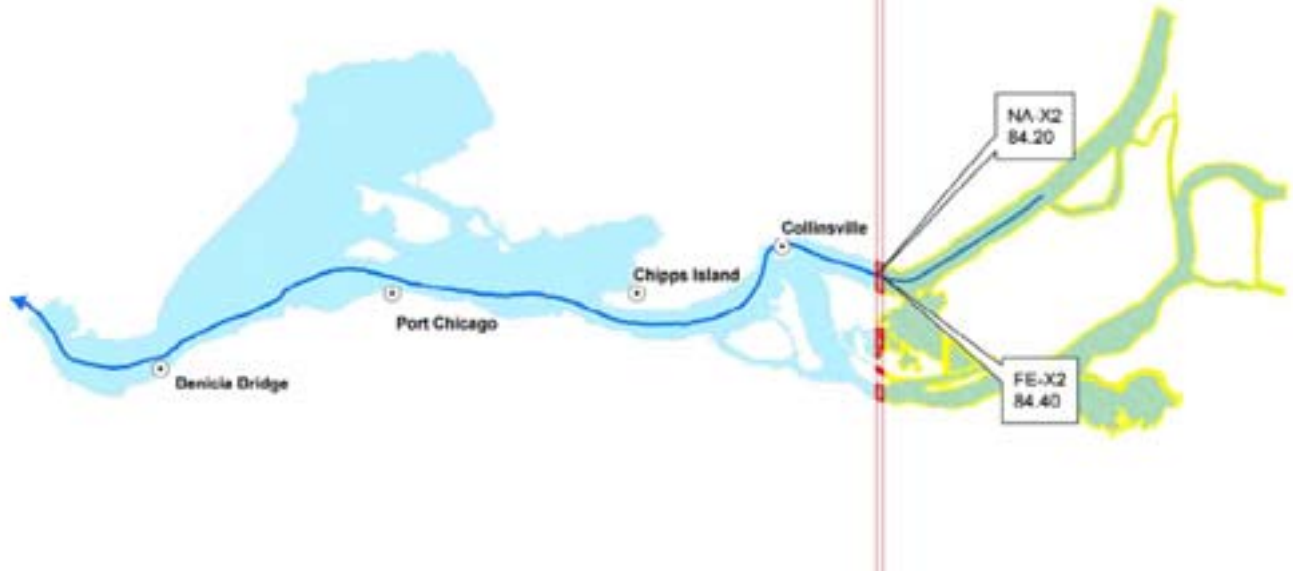 NA-X2
84.20
Collinsville
Chipps Island
Port Chicago
Benicia Bridge
FE-X2
84.40